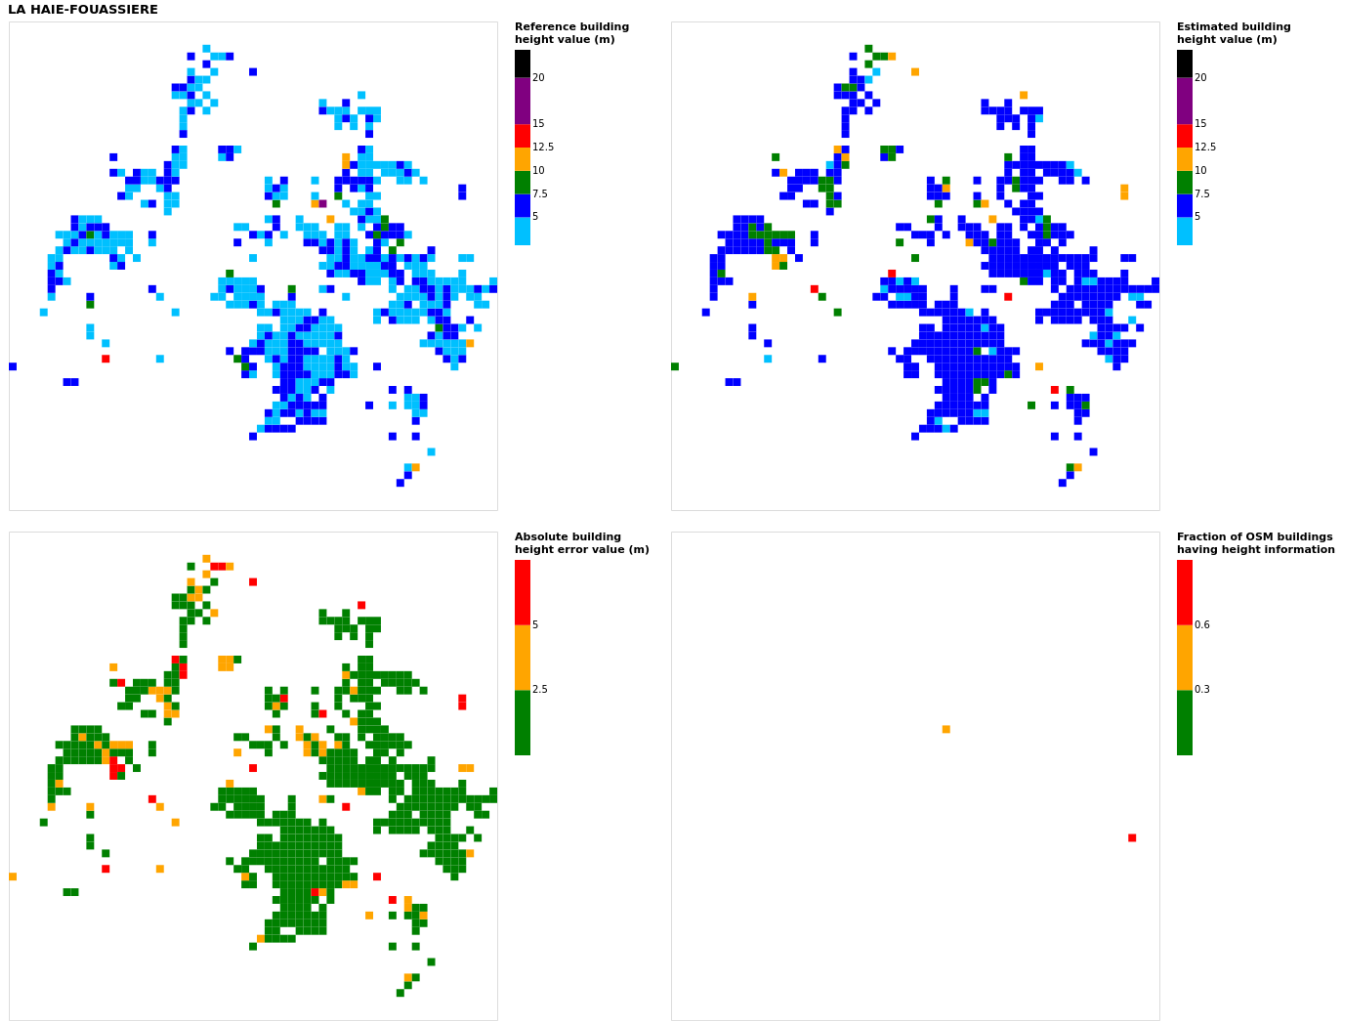 LA HAIE-FOUASSIERE
Reference building
height value (m)
20
15
12.5
10
7.5
5
Estimated building
height value (m)
20
15
12.5
10
7.5
5
Absolute building
height error value (m)
5
2.5
Fraction of OSM buildings
having height information
0.6
0.3